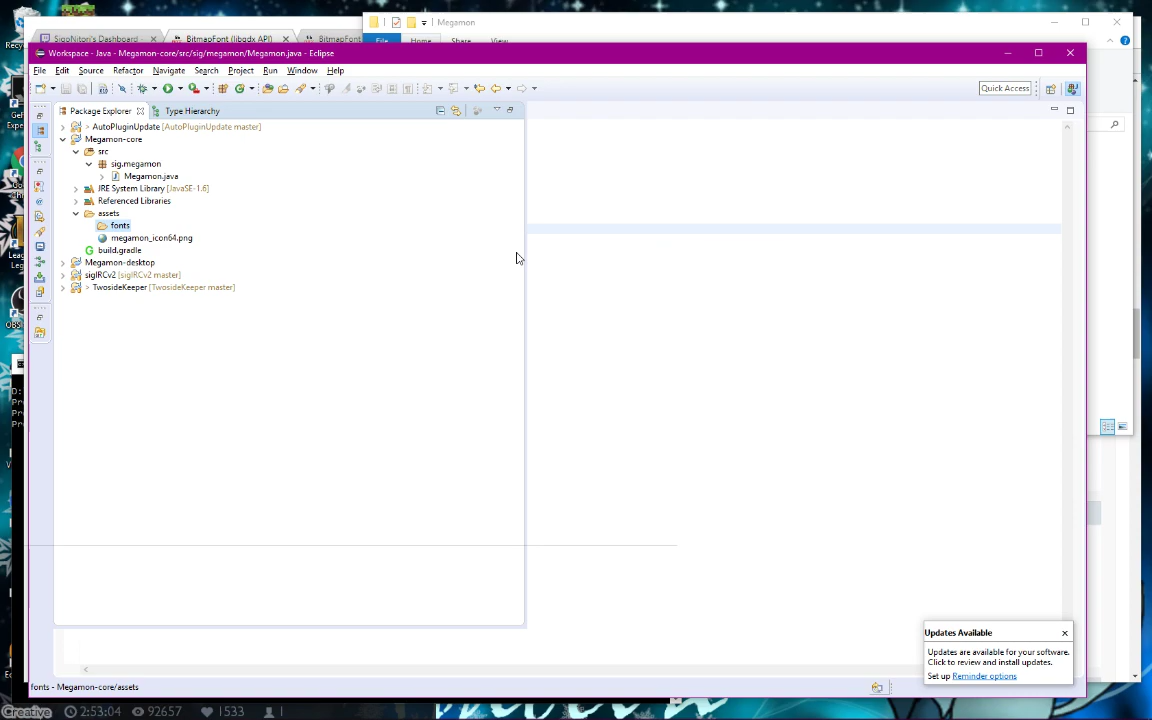 Megamon
SigoNitori's Dashboard -
BitmapFont (libgdx API)
BitmapFont
File Home Share View
Workspace - Java - Megamon-core/src/sig/megamon/Megamon.java - Eclipse
File Edit Source Refactor Navigate Search Project Run Window Help
Quick Access
Package Explorer
Type Hierarchy
> AutoPluginUpdate [AutoPluginUpdate master]
Megamon-core
src
sig.megamon
Megamon.java
JRE System Library [JavaSE-1.6]
Referenced Libraries
assets
fonts
megamon_icon64.png
build.gradle
Megamon-desktop
sigIRCv2 [sigIRCv2 master]
> TwosideKeeper [TwosideKeeper master]
Updates Available
Updates are available for your software.
Click to review and install updates.
Set up Reminder options
fonts - Megamon-core/assets
Creative 2:53:04 92657 1533 1